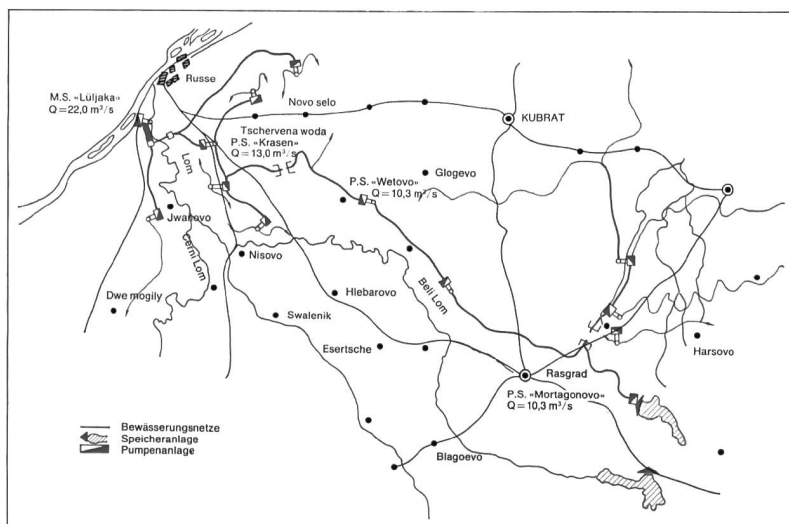 Russe
M.S. «Lüljaka»
Q=22,0 m³/s
Novo selo
KUBRAT
Tschervena woda
P.S. «Krasen»
Q=13,0 m³/s
Lom
Glogevo
P.S. «Wetovo»
Q=10,3 m³/s
Jwanovo
Cerni Lom
Nisovo
Beli Lom
Dwe mogily
Hlebarovo
Swalenik
Esertsche
Harsovo
Rasgrad
P.S. «Mortagonovo»
Q=10,3 m³/s
Blagoevo
Bewässerungsnetze
Speicheranlage
Pumpenanlage